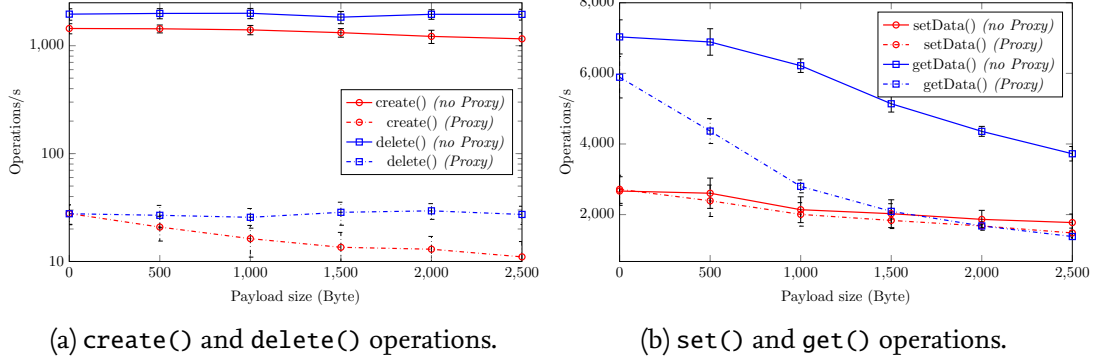 1,000
100
10
Operations/s
create() (no Proxy)
create() (Proxy)
delete() (no Proxy)
delete() (Proxy)
0 500 1,000 1,500 2,000 2,500
Payload size (Byte)
(a) create() and delete() operations.
8,000
6,000
4,000
2,000
Operations/s
setData() (no Proxy)
setData() (Proxy)
getData() (no Proxy)
getData() (Proxy)
0 500 1,000 1,500 2,000 2,500
Payload size (Byte)
(b) set() and get() operations.